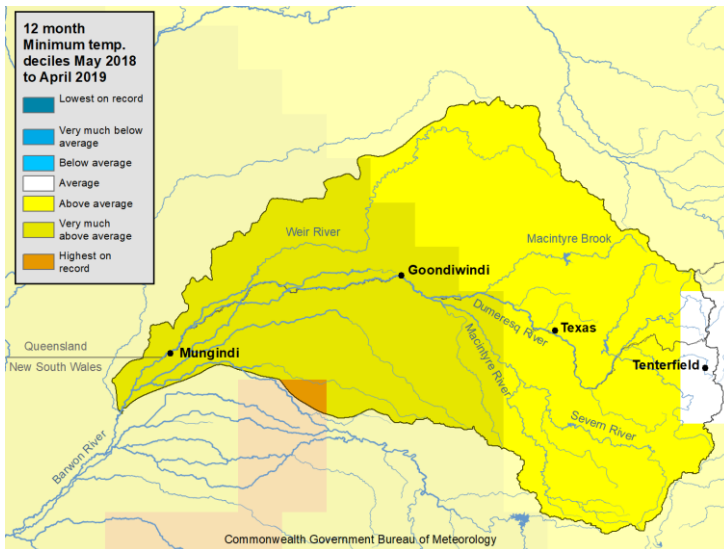 12 month
Minimum temp.
deciles May 2018
to April 2019
Lowest on record
Very much below
average
Below average
Average
Above average
Very much
above average
Highest on
record
Weir River
Macintyre Brook
Goondiwindi
Dumeresq River
Texas
Macintyre River
Queensland
Mungindi
New South Wales
Tenterfield
Severn River
Barwon River
Commonwealth Government Bureau of Meteorology